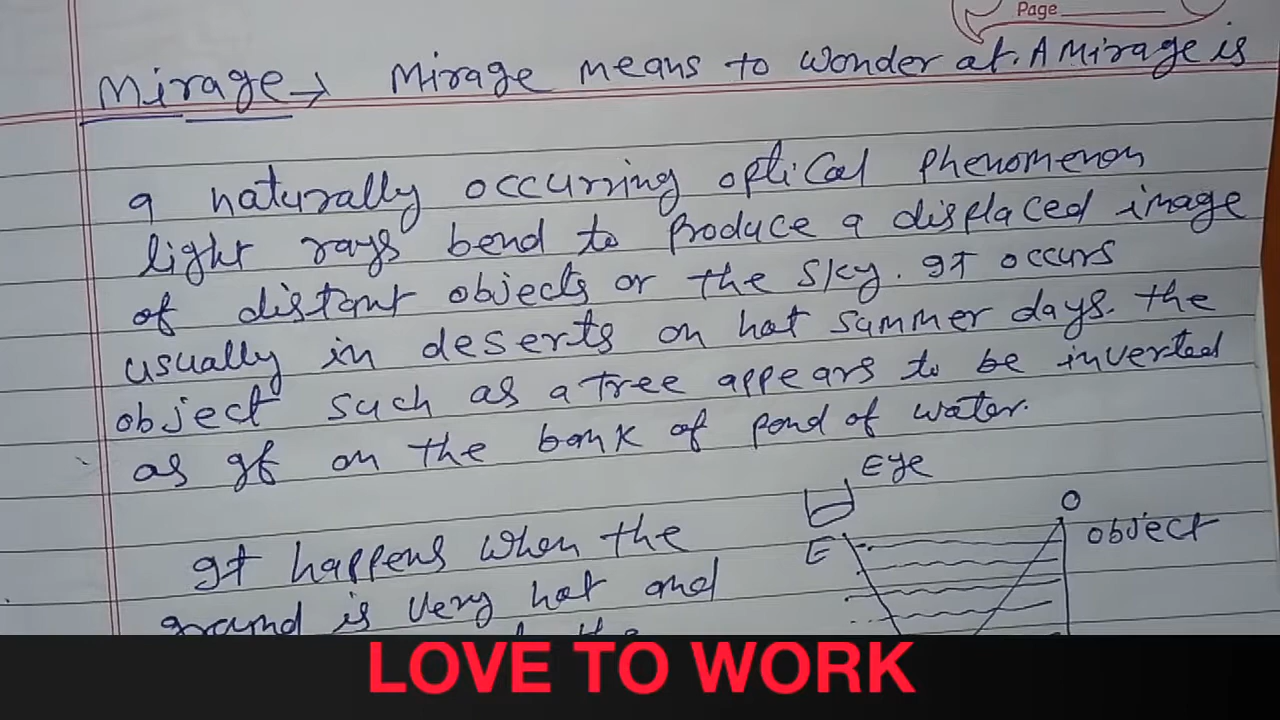 Page
Mirage → Mirage means to wonder at. A Mirage is
a naturally occurring optical phenomenon
light rays bend to produce a displaced image
of distant objects or the sky. It occurs
usually in deserts on hot summer days. the
object such as a tree appears to be inverted
as if on the bank of pond of water.
Eye
O
object
E
It happens when the
ground is very hot and
the
LOVE TO WORK